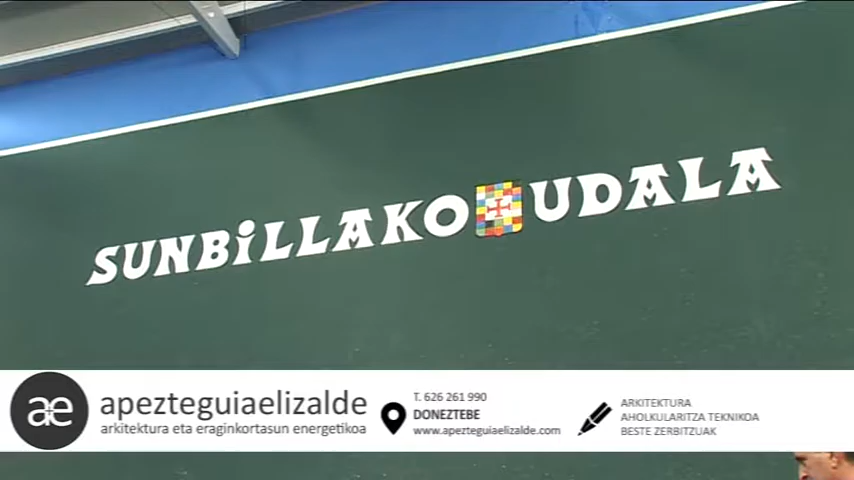 SUNBiLLAKO UDALA
ae
apezteguiaelizalde
arkitektura eta eraginkortasun energetikoa
T. 626 261 990
DONEZTEBE
www.apezteguiaelizalde.com
ARKITEKTURA
AHOLKULARITZA TEKNIKOA
BESTE ZERBITZUAK